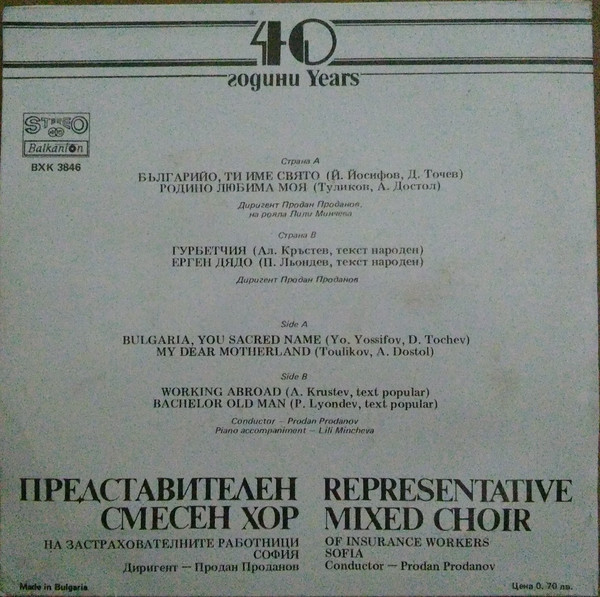 40
години Years
STEREO
Balkanton
ВХК 3846
Страна А
БЪЛГАРИЙО, ТИ ИМЕ СВЯТО (Й. Йосифов, Д. Точев)
РОДИНО ЛЮБИМА МОЯ (Туликов, А. Достол)
Диригент Продан Проданов,
на рояла Лили Минчева
Страна В
ГУРБЕТЧИЯ (Ал. Кръстев, текст народен)
ЕРГЕН ДЯДО (П. Льондев, текст народен)
Диригент Продан Проданов
Side A
BULGARIA, YOU SACRED NAME (Yo. Yossifov, D. Tochev)
MY DEAR MOTHERLAND (Toulikov, A. Dostol)
Side B
WORKING ABROAD (A. Krustev, text popular)
BACHELOR OLD MAN (P. Lyondev, text popular)
Conductor — Prodan Prodanov
Piano accompaniment — Lili Mincheva
ПРЕДСТАВИТЕЛЕН
СМЕСЕН ХОР
НА ЗАСТРАХОВАТЕЛНИТЕ РАБОТНИЦИ
СОФИЯ
Диригент — Продан Проданов
REPRESENTATIVE
MIXED CHOIR
OF INSURANCE WORKERS
SOFIA
Conductor — Prodan Prodanov
Made in Bulgaria
Цена 0,70 лв.